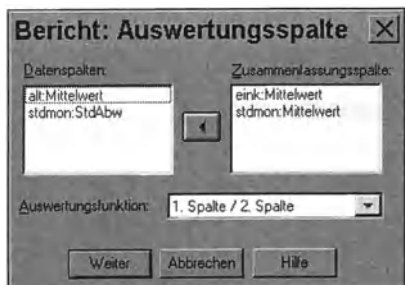 Bericht: Auswertungsspalte
Datenspalten:
alt:Mittelwert
stdmon:StdAbw
Zusammenfassungsspalte:
eink:Mittelwert
stdmon:Mittelwert
Auswertungsfunktion:
1. Spalte / 2. Spalte
Weiter
Abbrechen
Hilfe